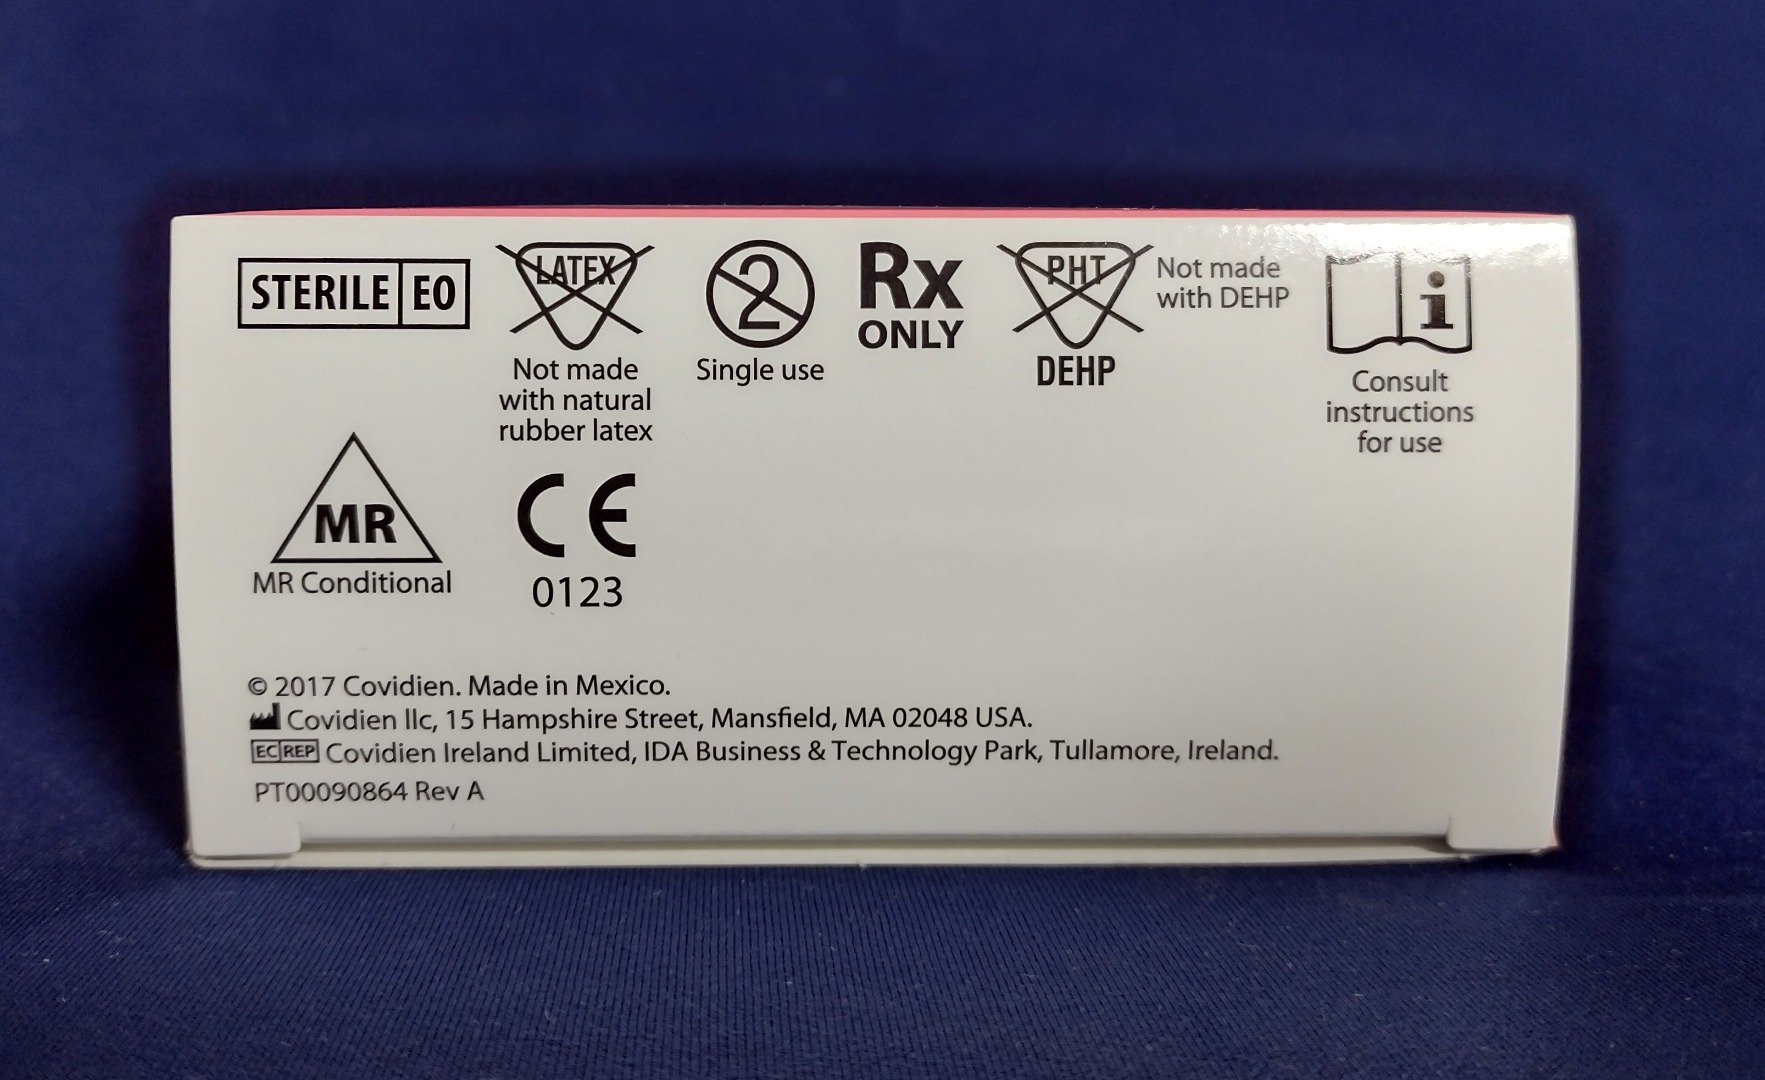 STERILE EO
LATEX
Not made
with natural
rubber latex
2
Single use
Rx
ONLY
PHT
DEHP
Not made
with DEHP
i
Consult
instructions
for use
MR
MR Conditional
CE
0123
© 2017 Covidien. Made in Mexico.
Covidien llc, 15 Hampshire Street, Mansfield, MA 02048 USA.
EC REP Covidien Ireland Limited, IDA Business & Technology Park, Tullamore, Ireland.
PT00090864 Rev A